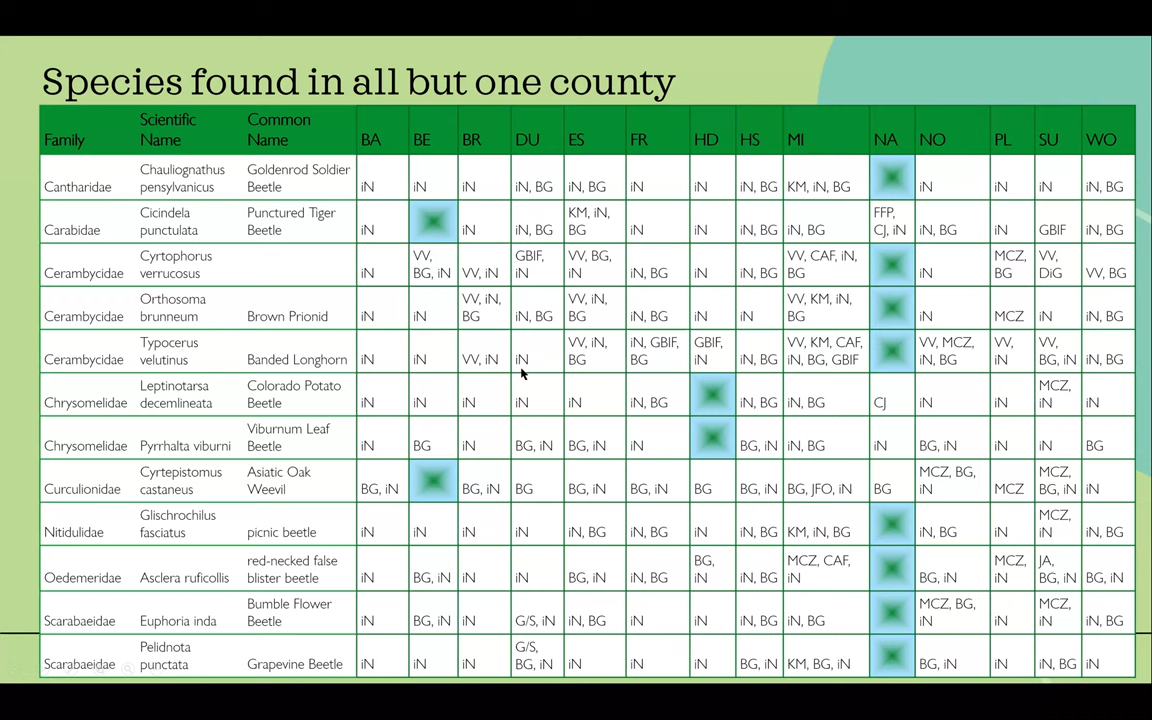 Species found in all but one county
Family Scientific Name Common Name BA BE BR DU ES FR HD HS MI NA NO PL SU WO
Cantharidae Chauliognathus pensylvanicus Goldenrod Soldier Beetle iN iN iN iN, BG iN, BG iN iN iN, BG KM, iN, BG iN iN iN iN, BG
Carabidae Cicindela punctulata Punctured Tiger Beetle iN iN iN, BG KM, iN, BG iN iN iN, BG iN, BG FFP, CJ, iN iN, BG iN GBIF iN, BG
Cerambycidae Cyrtophorus verrucosus iN VV, BG, iN VV, iN GBIF, iN VV, BG, iN iN, BG iN iN, BG VV, CAF, iN, BG iN MCZ, BG VV, DiG VV, BG
Cerambycidae Orthosoma brunneum Brown Prionid iN iN VV, iN, BG iN, BG VV, iN, BG iN, BG iN iN VV, KM, iN, BG iN MCZ iN iN, BG
Cerambycidae Typocerus velutinus Banded Longhorn iN iN VV, iN iN VV, iN, BG iN, GBIF, BG GBIF, iN iN, BG VV, KM, CAF, iN, BG, GBIF VV, MCZ, iN, BG VV, iN VV, BG, iN iN, BG
Chrysomelidae Leptinotarsa decemlineata Colorado Potato Beetle iN iN iN iN iN iN, BG iN, BG iN, BG CJ iN iN MCZ, iN iN
Chrysomelidae Pyrrhalta viburni Viburnum Leaf Beetle iN BG iN BG, iN BG, iN iN BG, iN iN, BG iN BG, iN iN iN BG
Curculionidae Cyrtepistomus castaneus Asiatic Oak Weevil BG, iN BG, iN BG BG, iN BG, iN BG BG, iN BG, JFO, iN BG MCZ, BG, iN MCZ MCZ, BG, iN iN
Nitidulidae Glischrochilus fasciatus picnic beetle iN iN iN iN iN, BG iN, BG iN iN, BG KM, iN, BG iN, BG iN MCZ, iN iN, BG
Oedemeridae Asclera ruficollis red-necked false blister beetle iN BG, iN iN iN BG, iN iN, BG BG, iN iN, BG MCZ, CAF, iN BG, iN MCZ, iN JA, BG, iN BG, iN
Scarabaeidae Euphoria inda Bumble Flower Beetle iN BG, iN iN G/S, iN iN, BG iN iN iN, BG iN, BG MCZ, BG, iN iN MCZ, iN iN, BG
Scarabaeidae Pelidnota punctata Grapevine Beetle iN iN iN G/S, BG, iN iN iN iN BG, iN KM, BG, iN BG, iN iN iN, BG iN